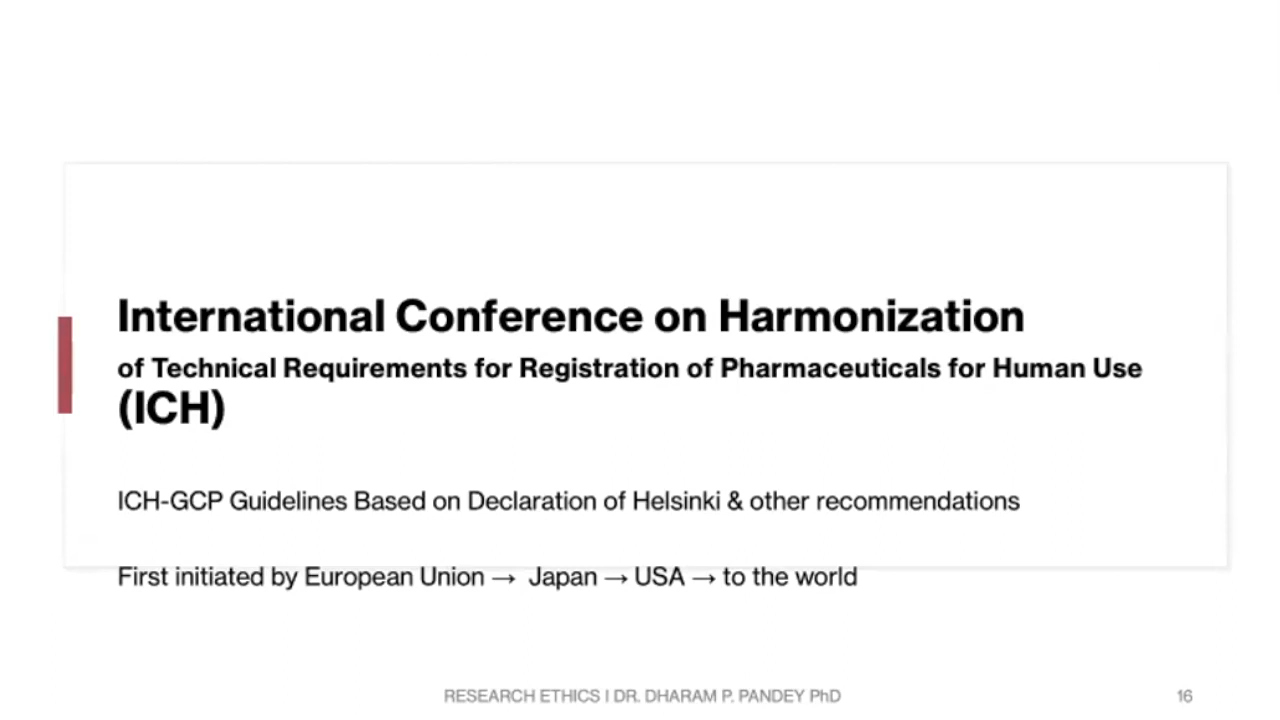 International Conference on Harmonization
of Technical Requirements for Registration of Pharmaceuticals for Human Use
(ICH)
ICH-GCP Guidelines Based on Declaration of Helsinki & other recommendations
First initiated by European Union → Japan → USA → to the world
RESEARCH ETHICS I DR. DHARAM P. PANDEY PhD
16